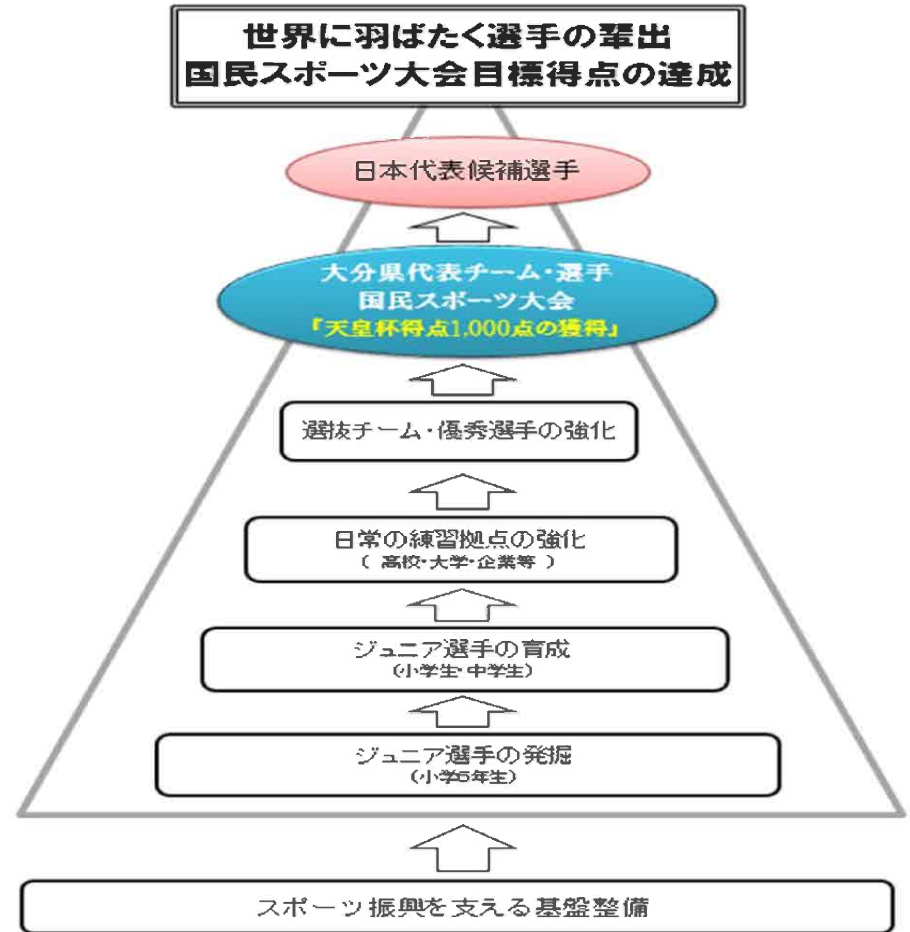 世界に羽ばたく選手の輩出
国民スポーツ大会目標得点の達成
日本代表候補選手
大分県代表チーム・選手
国民スポーツ大会
「天皇杯得点1,000点の獲得」
選抜チーム・優秀選手の強化
日常の練習拠点の強化
（ 高校・大学・企業等 ）
ジュニア選手の育成
（小学生・中学生）
ジュニア選手の発掘
（小学5年生）
スポーツ振興を支える基盤整備